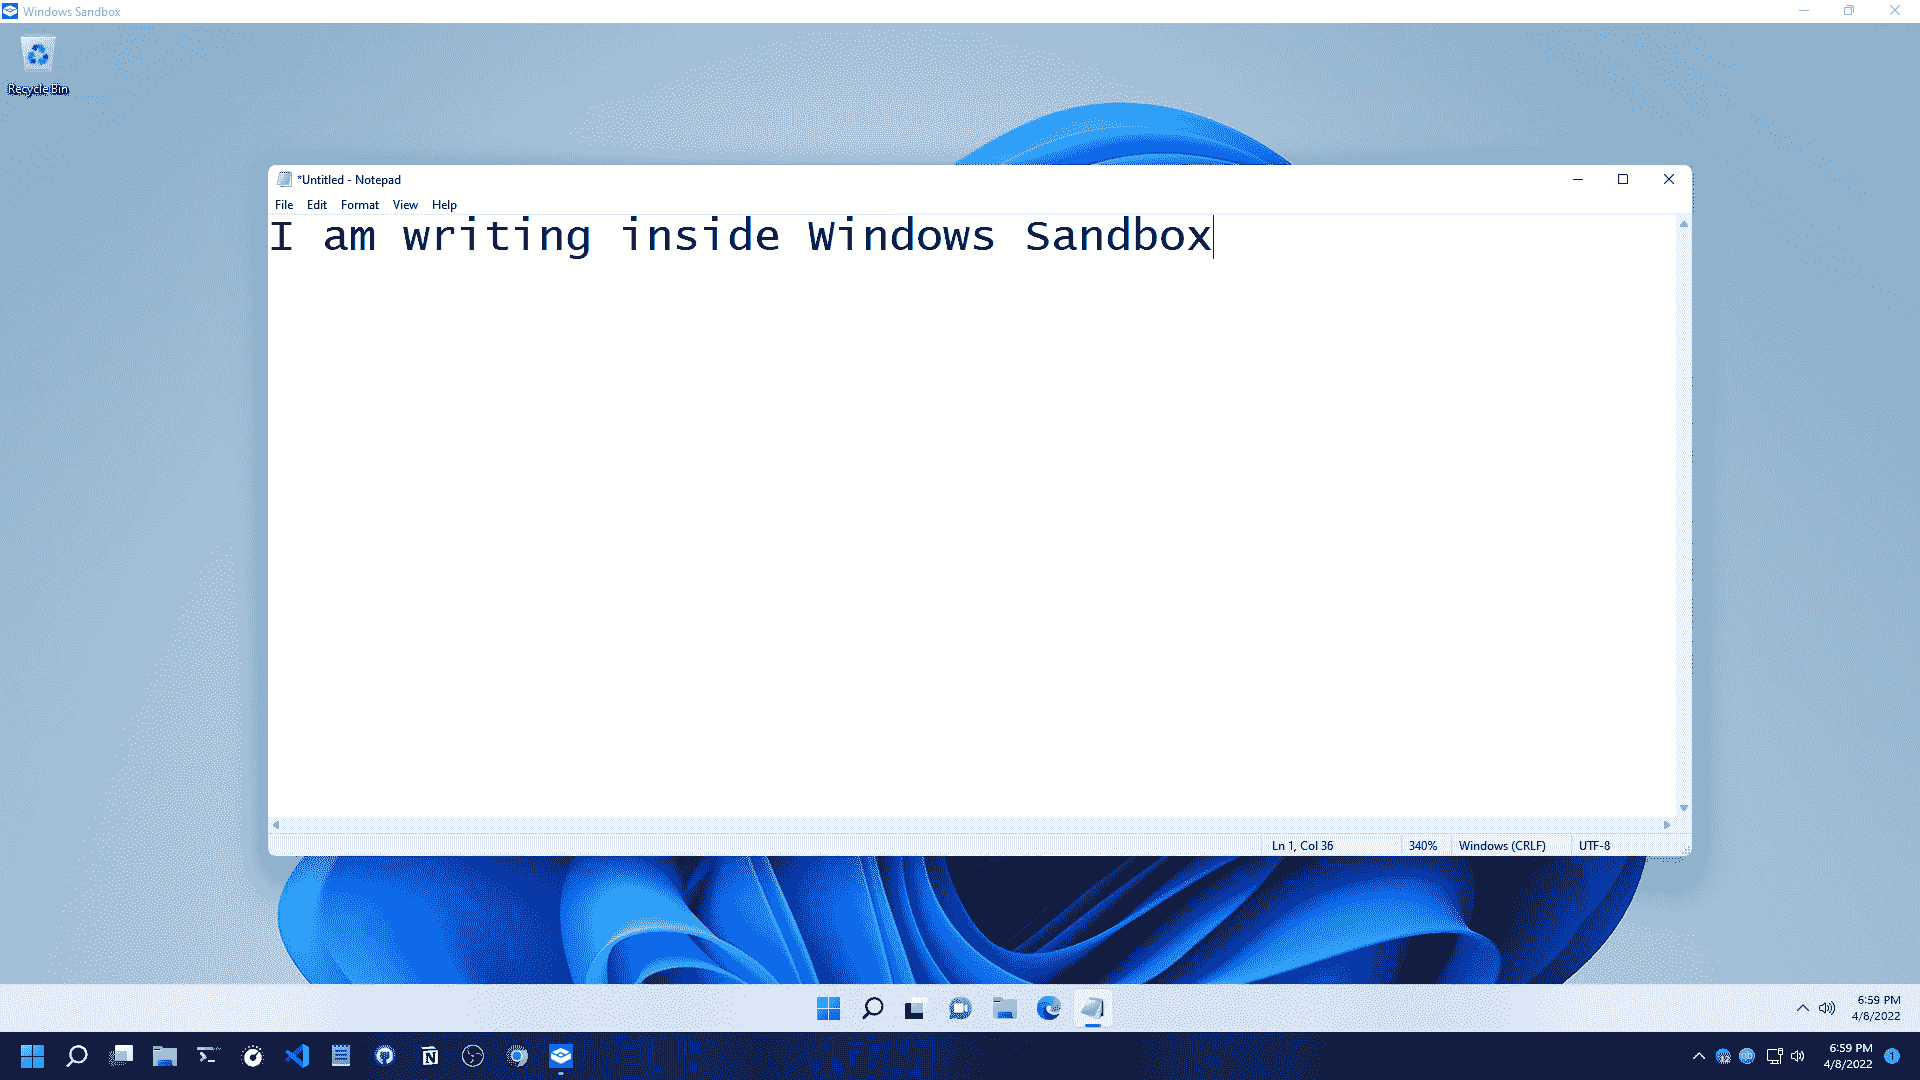 Windows Sandbox
Recycle Bin
*Untitled - Notepad
File Edit Format View Help
I am writing inside Windows Sandbox
Ln 1, Col 36 340% Windows (CRLF) UTF-8
6:59 PM
4/8/2022
6:59 PM
4/8/2022
1